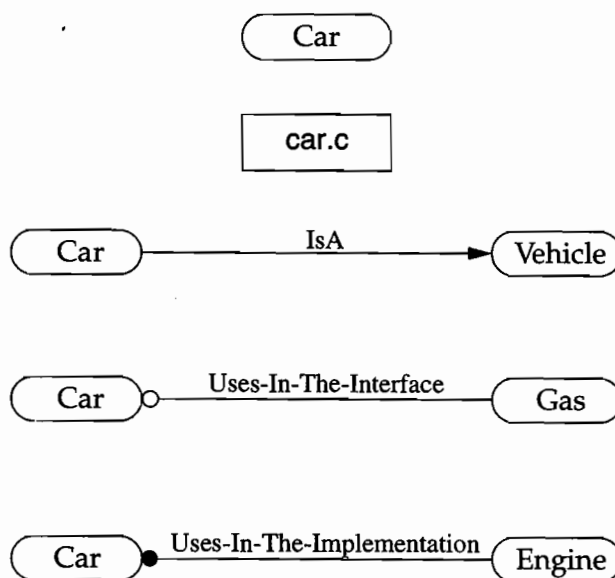 Car
car.c
IsA
Car Vehicle
Uses-In-The-Interface
Car Gas
Uses-In-The-Implementation
Car Engine